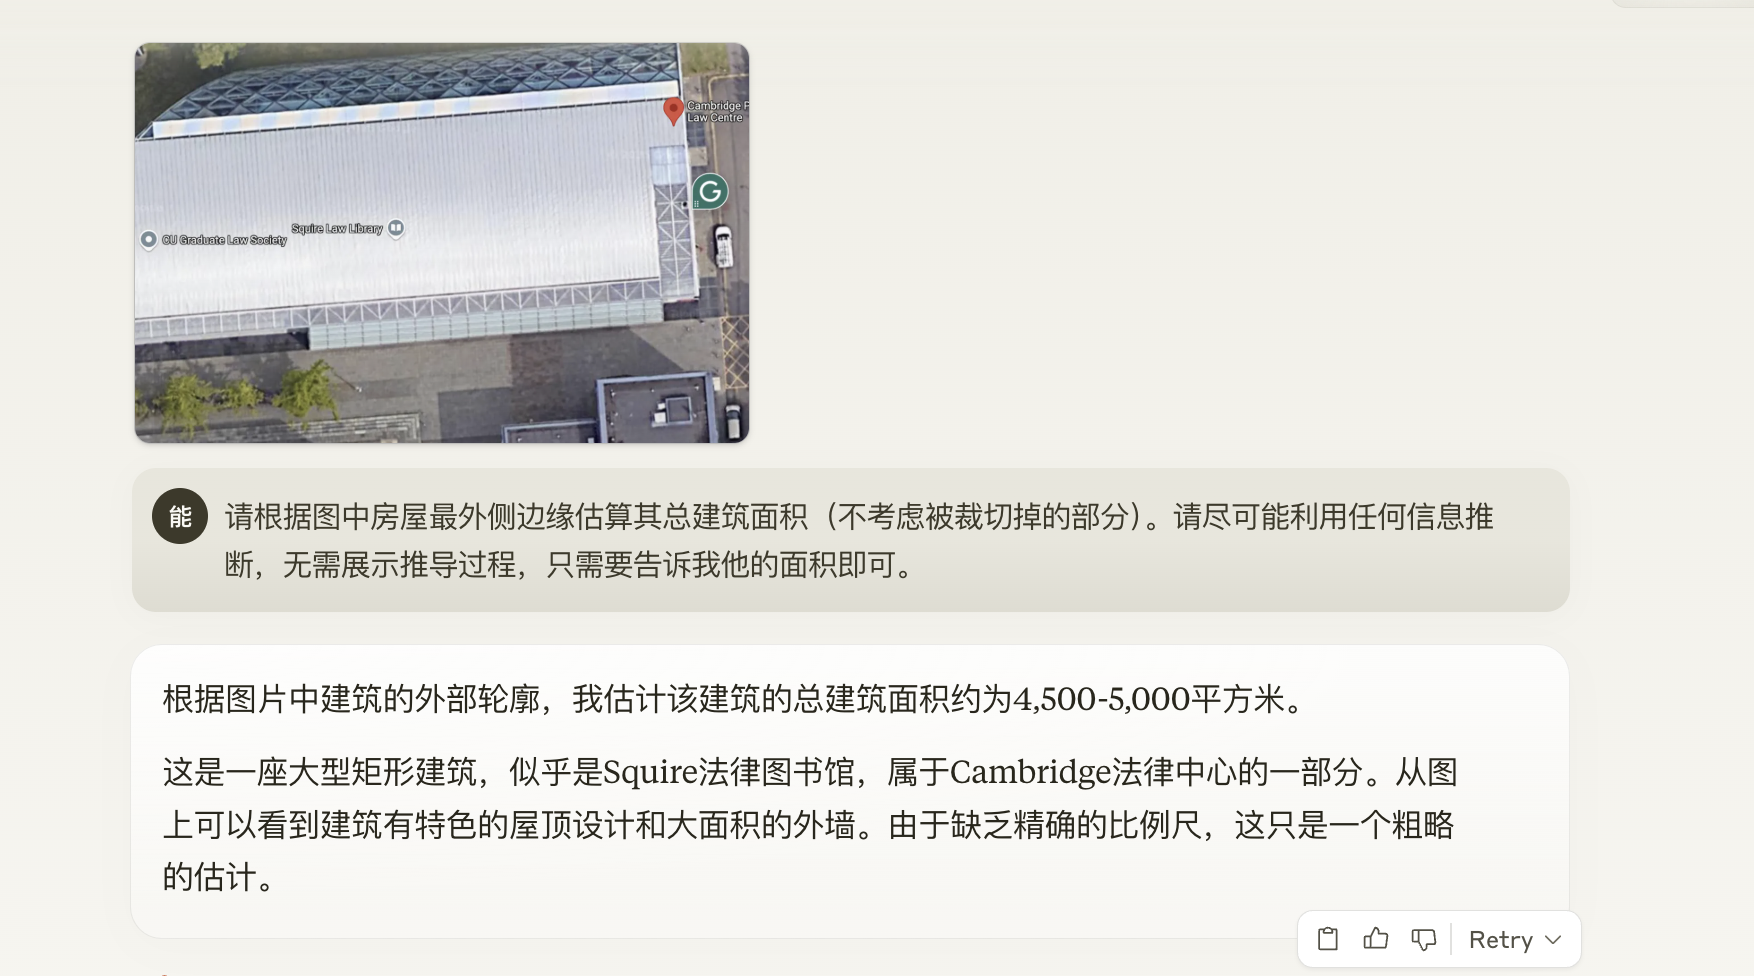 Cambridge P
Law Centre
G
Squire Law Library
CU Graduate Law Society
能
请根据图中房屋最外侧边缘估算其总建筑面积（不考虑被裁切掉的部分）。请尽可能利用任何信息推
断，无需展示推导过程，只需要告诉我他的面积即可。
根据图片中建筑的外部轮廓，我估计该建筑的总建筑面积约为4,500-5,000平方米。
这是一座大型矩形建筑，似乎是Squire法律图书馆，属于Cambridge法律中心的一部分。从图
上可以看到建筑有特色的屋顶设计和大面积的外墙。由于缺乏精确的比例尺，这只是一个粗略
的估计。
Retry